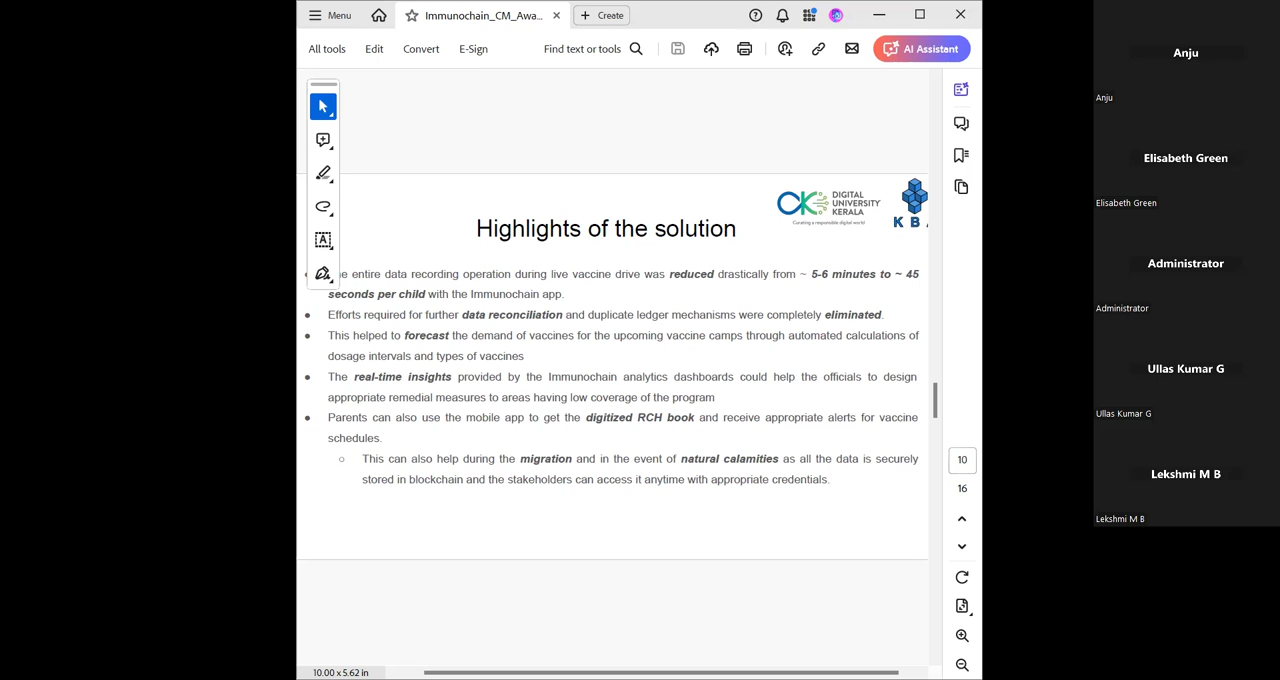 Menu
Immunochain_CM_Awa...
Create
All tools
Edit
Convert
E-Sign
Find text or tools
AI Assistant
DIGITAL
UNIVERSITY
KERALA
Curating a responsible digital world
KB
Highlights of the solution
entire data recording operation during live vaccine drive was reduced drastically from ~ 5-6 minutes to ~ 45
seconds per child with the Immunochain app.
● Efforts required for further data reconciliation and duplicate ledger mechanisms were completely eliminated.
● This helped to forecast the demand of vaccines for the upcoming vaccine camps through automated calculations of
dosage intervals and types of vaccines
● The real-time insights provided by the Immunochain analytics dashboards could help the officials to design
appropriate remedial measures to areas having low coverage of the program
● Parents can also use the mobile app to get the digitized RCH book and receive appropriate alerts for vaccine
schedules.
○ This can also help during the migration and in the event of natural calamities as all the data is securely
stored in blockchain and the stakeholders can access it anytime with appropriate credentials.
10
16
10.00 x 5.62 in
Anju
Anju
Elisabeth Green
Elisabeth Green
Administrator
Administrator
Ullas Kumar G
Ullas Kumar G
Lekshmi M B
Lekshmi M B